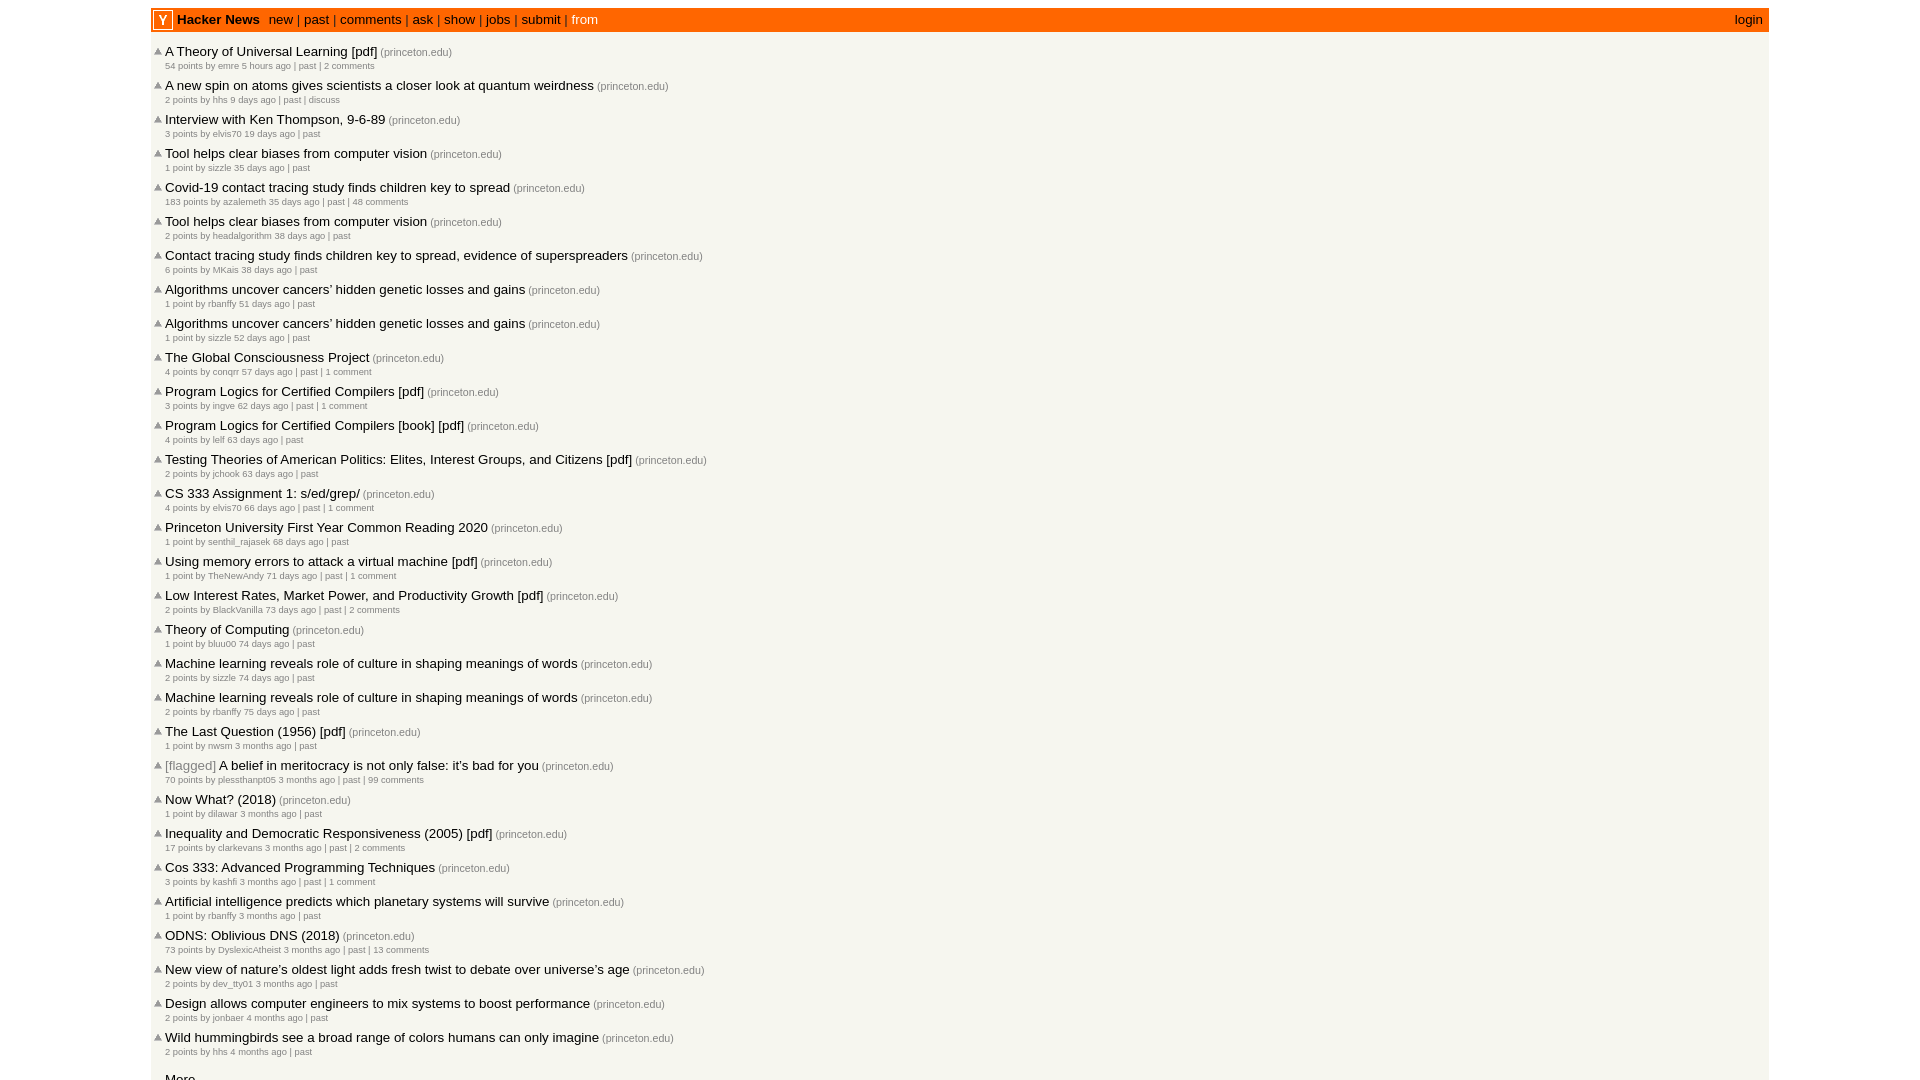 Y Hacker News new | past | comments | ask | show | jobs | submit | from login
A Theory of Universal Learning [pdf] (princeton.edu)
54 points by emre 5 hours ago | past | 2 comments
A new spin on atoms gives scientists a closer look at quantum weirdness (princeton.edu)
2 points by hhs 9 days ago | past | discuss
Interview with Ken Thompson, 9-6-89 (princeton.edu)
3 points by elvis70 19 days ago | past
Tool helps clear biases from computer vision (princeton.edu)
1 point by sizzle 35 days ago | past
Covid-19 contact tracing study finds children key to spread (princeton.edu)
183 points by azalemeth 35 days ago | past | 48 comments
Tool helps clear biases from computer vision (princeton.edu)
2 points by headalgorithm 38 days ago | past
Contact tracing study finds children key to spread, evidence of superspreaders (princeton.edu)
6 points by MKais 38 days ago | past
Algorithms uncover cancers’ hidden genetic losses and gains (princeton.edu)
1 point by rbanffy 51 days ago | past
Algorithms uncover cancers’ hidden genetic losses and gains (princeton.edu)
1 point by sizzle 52 days ago | past
The Global Consciousness Project (princeton.edu)
4 points by conqrr 57 days ago | past | 1 comment
Program Logics for Certified Compilers [pdf] (princeton.edu)
3 points by ingve 62 days ago | past | 1 comment
Program Logics for Certified Compilers [book] [pdf] (princeton.edu)
4 points by lelf 63 days ago | past
Testing Theories of American Politics: Elites, Interest Groups, and Citizens [pdf] (princeton.edu)
2 points by jchook 63 days ago | past
CS 333 Assignment 1: s/ed/grep/ (princeton.edu)
4 points by elvis70 66 days ago | past | 1 comment
Princeton University First Year Common Reading 2020 (princeton.edu)
1 point by senthil_rajasek 68 days ago | past
Using memory errors to attack a virtual machine [pdf] (princeton.edu)
1 point by TheNewAndy 71 days ago | past | 1 comment
Low Interest Rates, Market Power, and Productivity Growth [pdf] (princeton.edu)
2 points by BlackVanilla 73 days ago | past | 2 comments
Theory of Computing (princeton.edu)
1 point by bluu00 74 days ago | past
Machine learning reveals role of culture in shaping meanings of words (princeton.edu)
2 points by sizzle 74 days ago | past
Machine learning reveals role of culture in shaping meanings of words (princeton.edu)
2 points by rbanffy 75 days ago | past
The Last Question (1956) [pdf] (princeton.edu)
1 point by nwsm 3 months ago | past
[flagged] A belief in meritocracy is not only false: it’s bad for you (princeton.edu)
70 points by plessthanpt05 3 months ago | past | 99 comments
Now What? (2018) (princeton.edu)
1 point by dilawar 3 months ago | past
Inequality and Democratic Responsiveness (2005) [pdf] (princeton.edu)
17 points by clarkevans 3 months ago | past | 2 comments
Cos 333: Advanced Programming Techniques (princeton.edu)
3 points by kashfi 3 months ago | past | 1 comment
Artificial intelligence predicts which planetary systems will survive (princeton.edu)
1 point by rbanffy 3 months ago | past
ODNS: Oblivious DNS (2018) (princeton.edu)
73 points by DyslexicAtheist 3 months ago | past | 13 comments
New view of nature’s oldest light adds fresh twist to debate over universe’s age (princeton.edu)
2 points by dev_tty01 3 months ago | past
Design allows computer engineers to mix systems to boost performance (princeton.edu)
2 points by jonbaer 4 months ago | past
Wild hummingbirds see a broad range of colors humans can only imagine (princeton.edu)
2 points by hhs 4 months ago | past
More